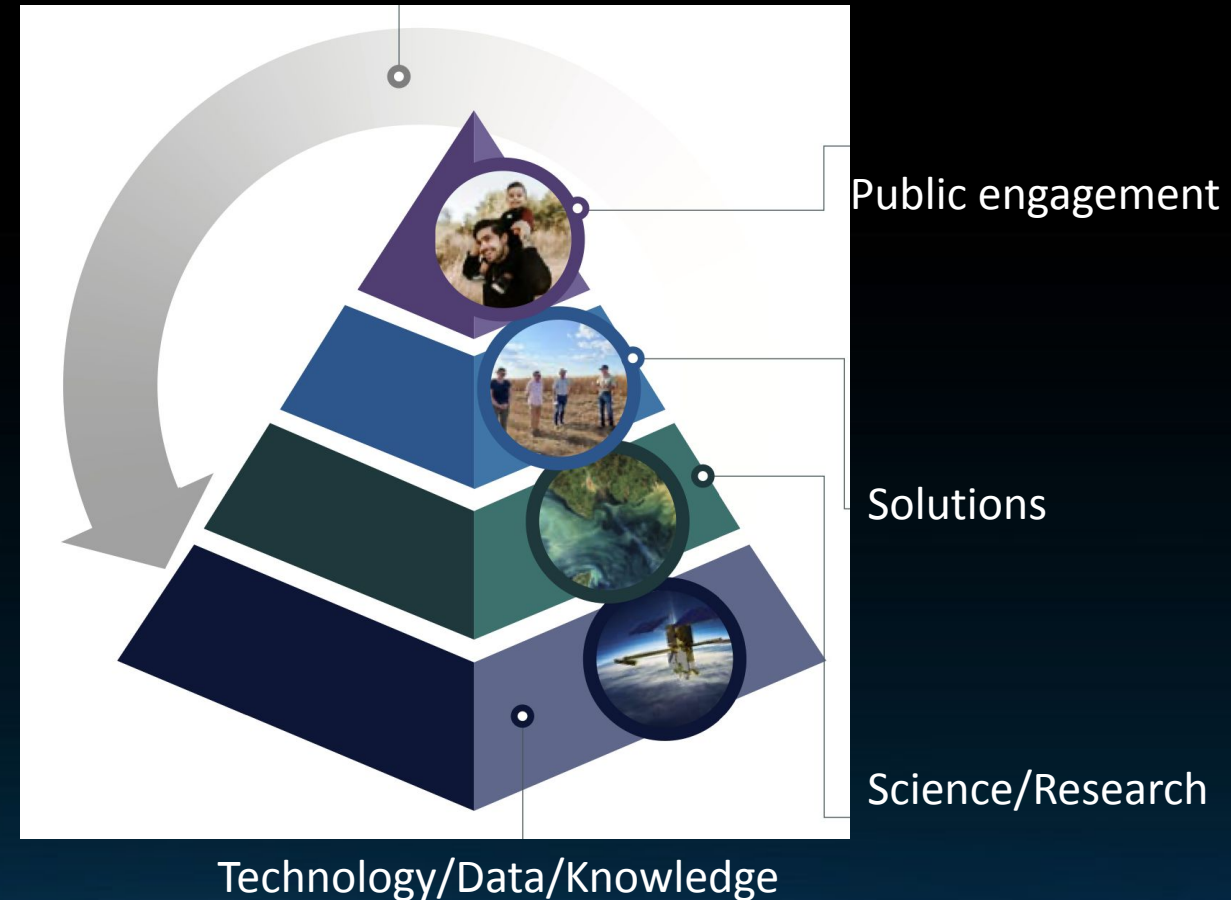 Public engagement
Solutions
Science/Research
Technology/Data/Knowledge